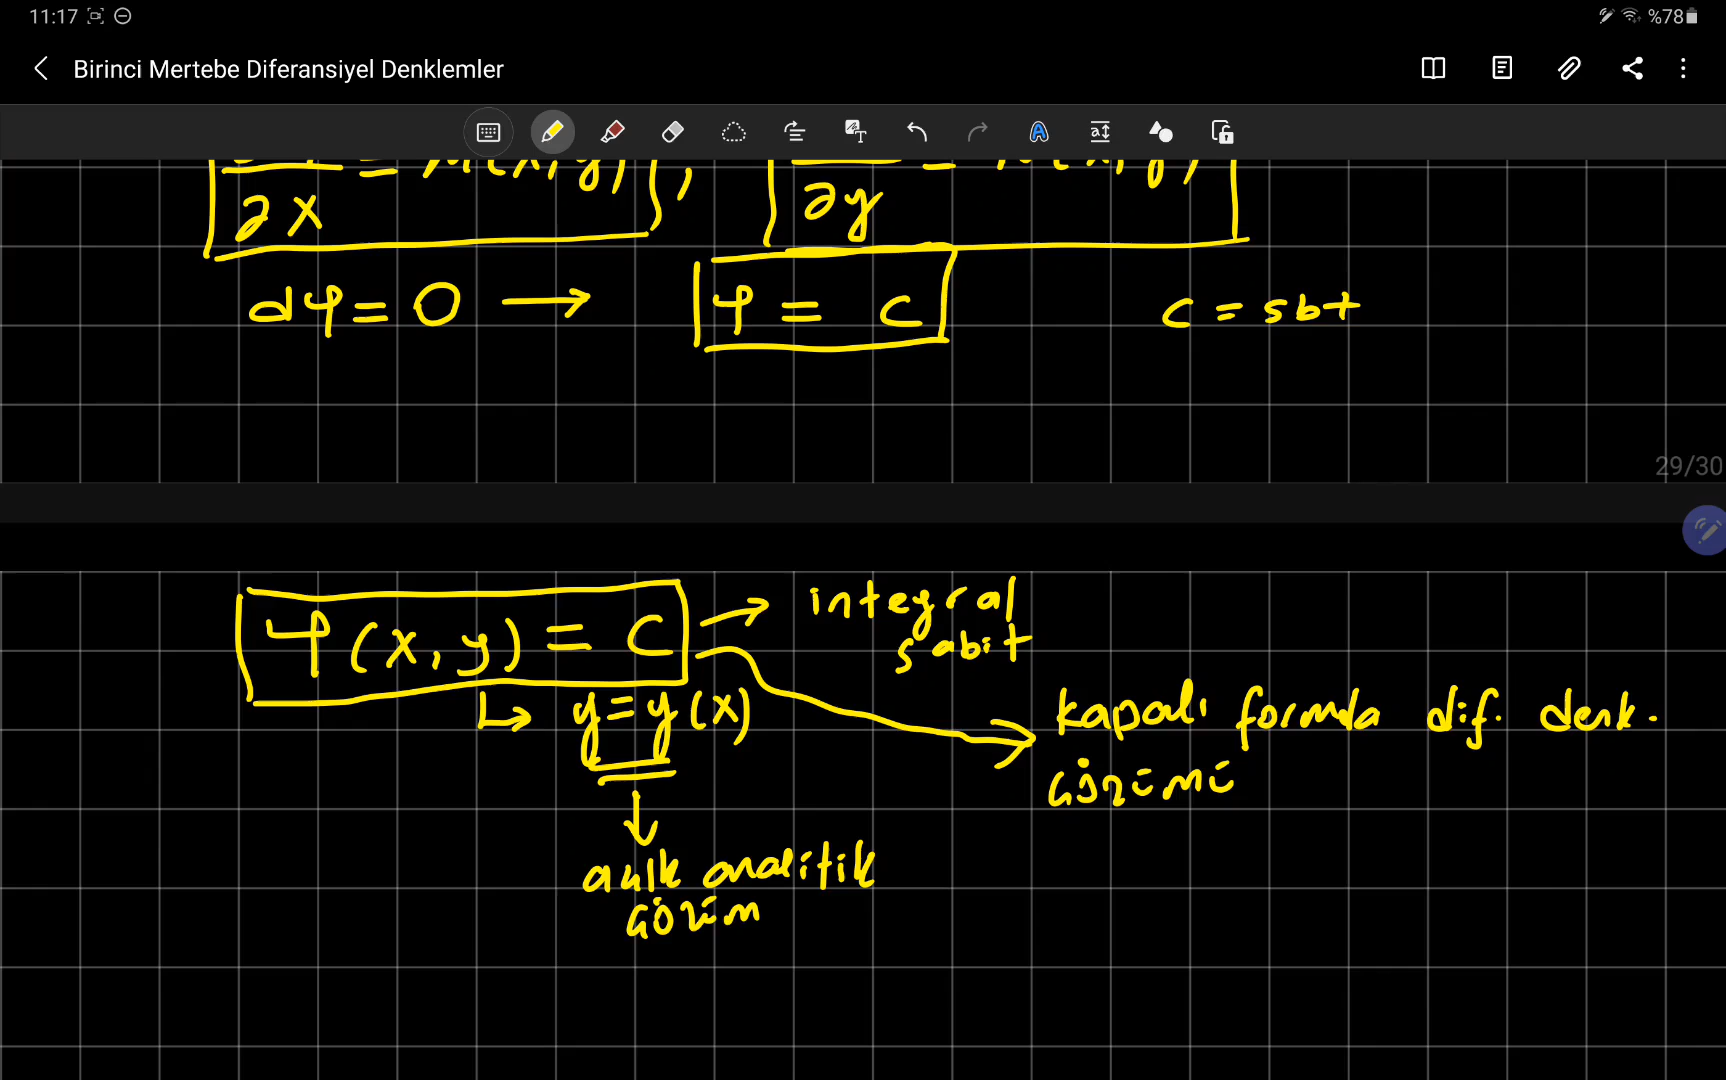 11:17
%78
Birinci Mertebe Diferansiyel Denklemler
∂x = M(x,y), ∂y = N(x,y)
dφ = 0 → φ = c c = sbt
29/30
φ(x,y) = c → integral
sabit
↳ y = y(x) → kapalı formda dif. denk.
çözümü
açık analitik
çözüm